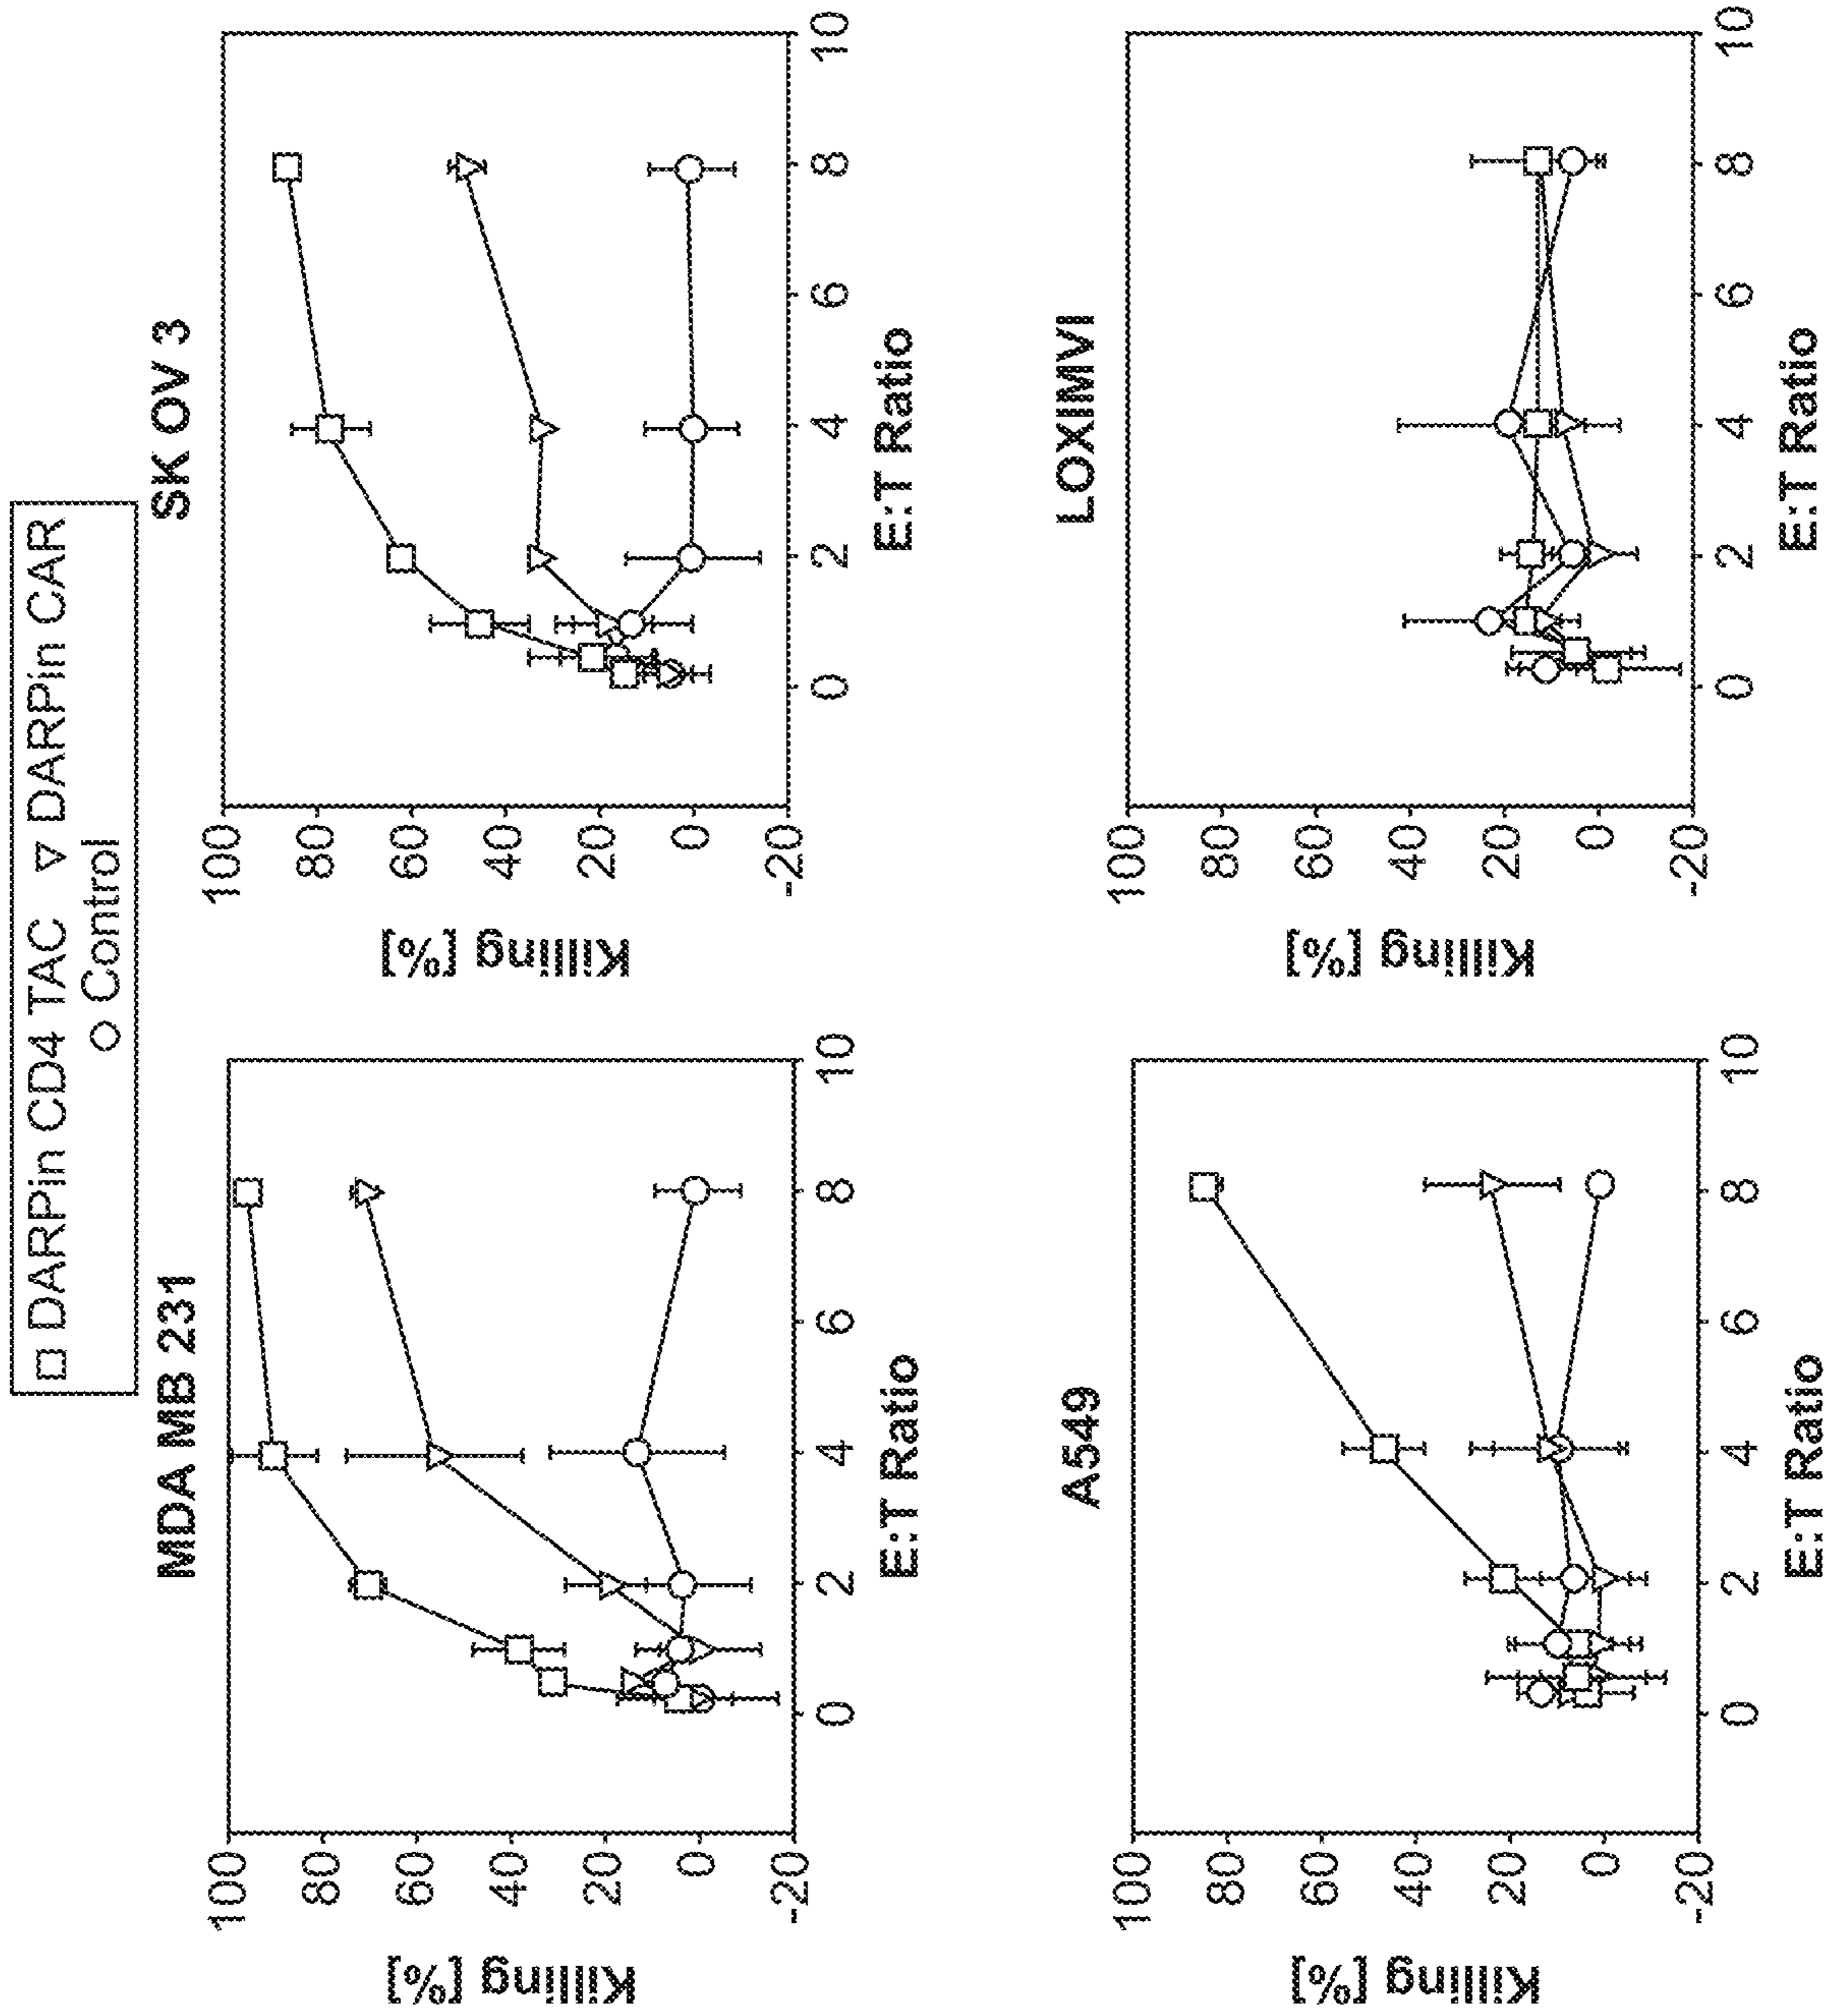 DARPin CD4 TAC DARPin CAR
Control
MDA MB 231
100
80
60
40
20
0
-20
Killing [%]
0 2 4 6 8 10
E:T Ratio
SK OV 3
100
80
60
40
20
0
-20
Killing [%]
0 2 4 6 8 10
E:T Ratio
A549
100
80
60
40
20
0
-20
Killing [%]
0 2 4 6 8 10
E:T Ratio
LOXIMVI
100
80
60
40
20
0
-20
Killing [%]
0 2 4 6 8 10
E:T Ratio